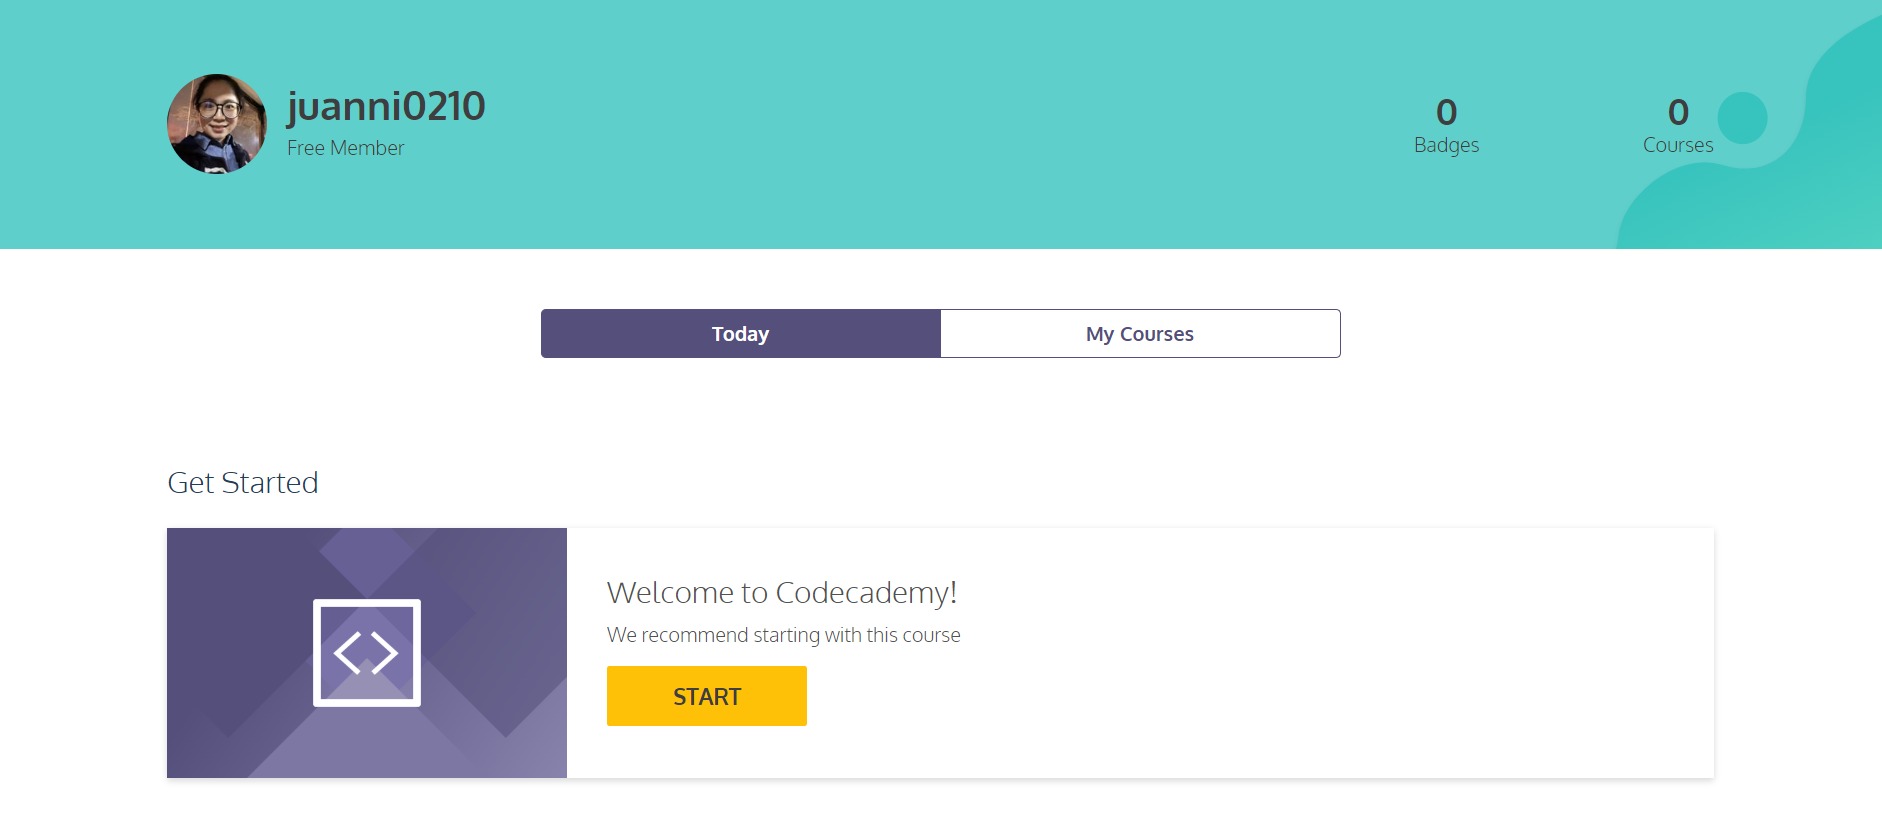 juanni0210
Free Member
0
Badges
0
Courses
Today
My Courses
Get Started
Welcome to Codecademy!
We recommend starting with this course
START